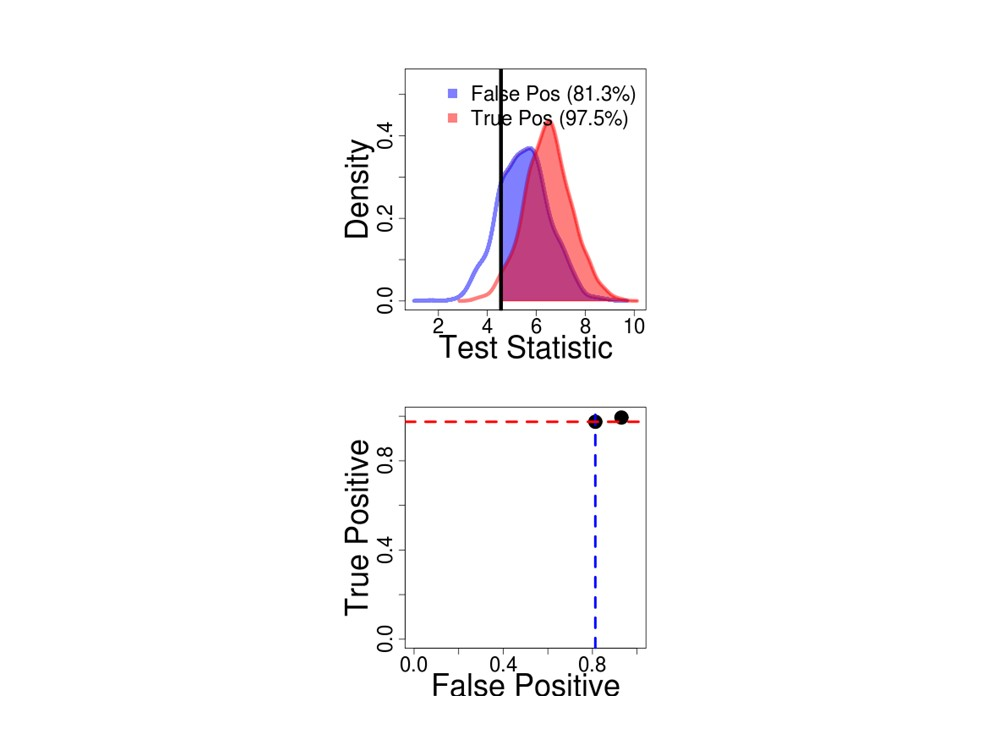 False Pos (81.3%)
True Pos (97.5%)
Density
0.0 0.2 0.4
2 4 6 8 10
Test Statistic
True Positive
0.0 0.4 0.8
0.0 0.4 0.8
False Positive